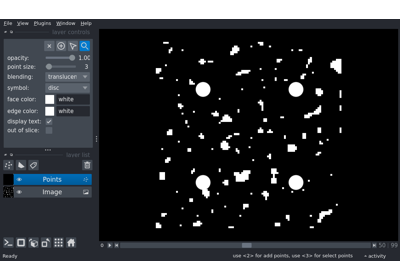 File View Plugins Window Help
layer controls
opacity: 1.00
point size: 3
blending: translucen
symbol: disc
face color: white
edge color: white
display text:
out of slice:
layer list
Points
Image
0 50 99
Ready use <2> for add points, use <3> for select points activity